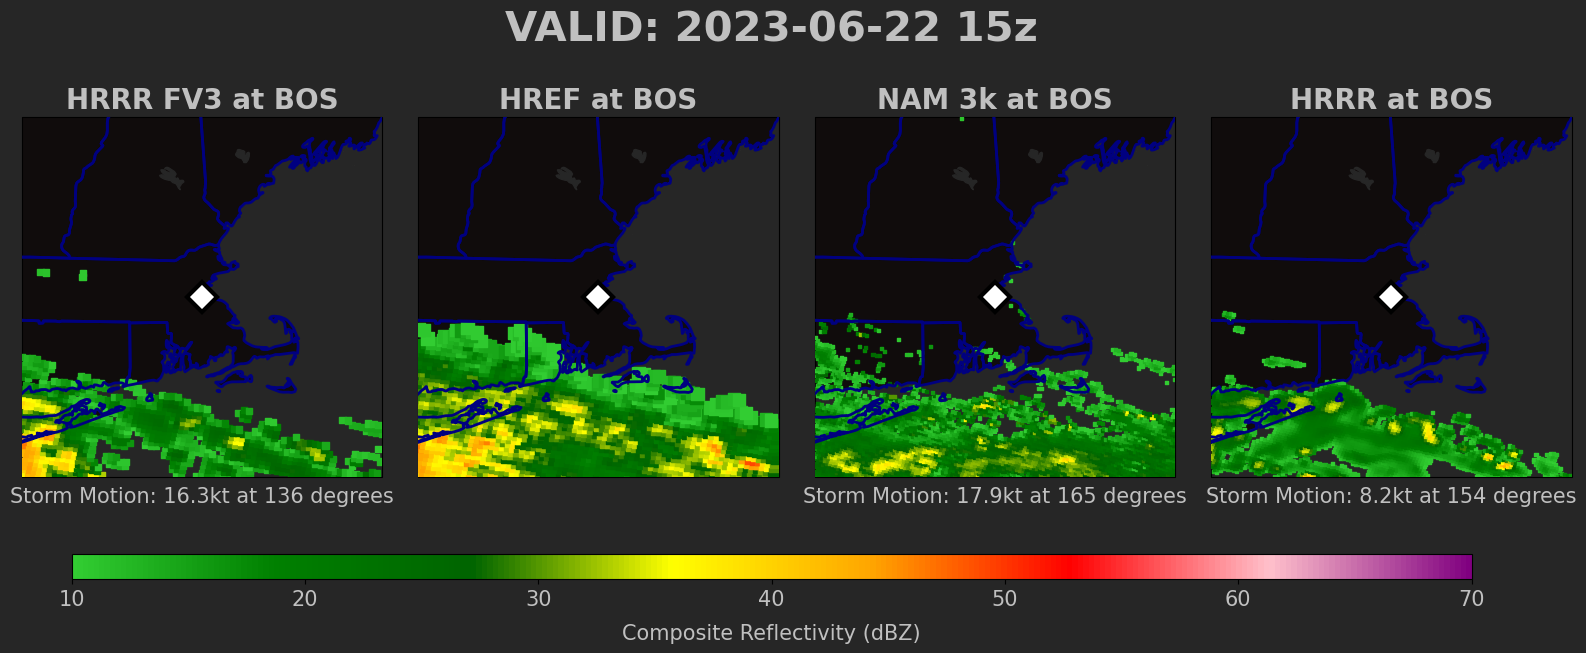 VALID: 2023-06-22 15z
HRRR FV3 at BOS
HREF at BOS
NAM 3k at BOS
HRRR at BOS
Storm Motion: 16.3kt at 136 degrees
Storm Motion: 17.9kt at 165 degrees
Storm Motion: 8.2kt at 154 degrees
10 20 30 40 50 60 70
Composite Reflectivity (dBZ)